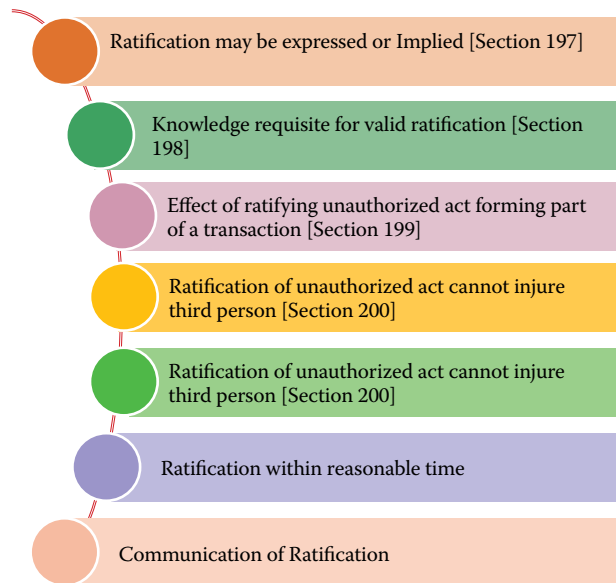 Ratification may be expressed or Implied [Section 197]
Knowledge requisite for valid ratification [Section
198]
Effect of ratifying unauthorized act forming part
of a transaction [Section 199]
Ratification of unauthorized act cannot injure
third person [Section 200]
Ratification of unauthorized act cannot injure
third person [Section 200]
Ratification within reasonable time
Communication of Ratification